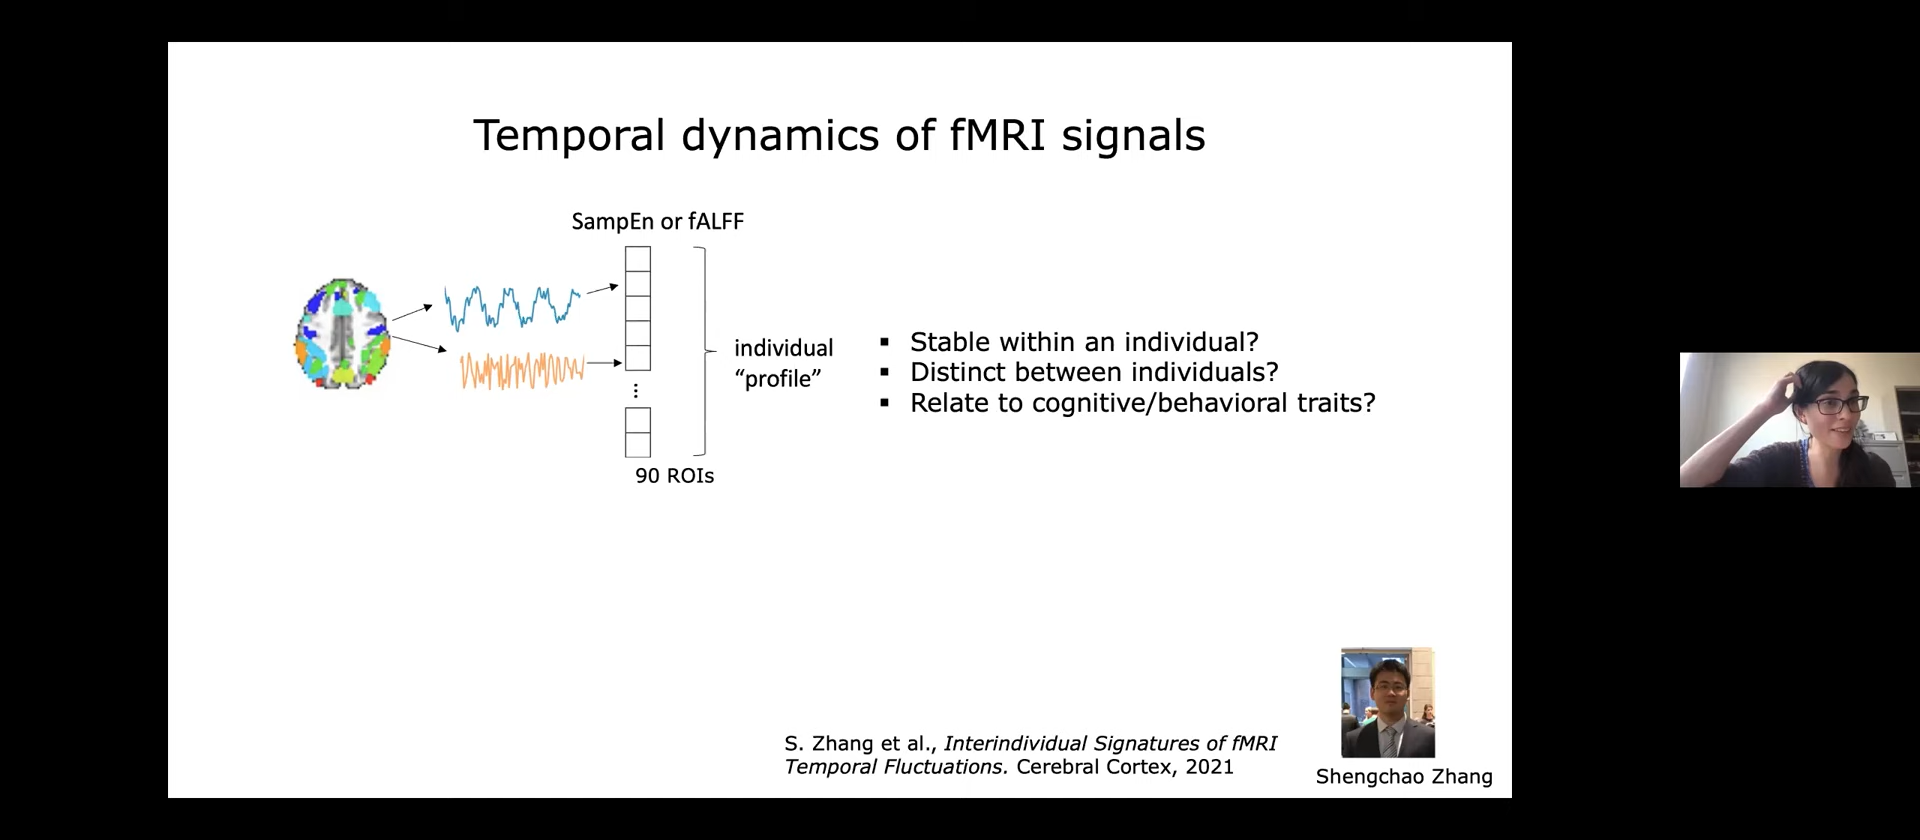 Temporal dynamics of fMRI signals
SampEn or fALFF
individual
“profile”
90 ROIs
▪ Stable within an individual?
▪ Distinct between individuals?
▪ Relate to cognitive/behavioral traits?
S. Zhang et al., Interindividual Signatures of fMRI
Temporal Fluctuations. Cerebral Cortex, 2021
Shengchao Zhang